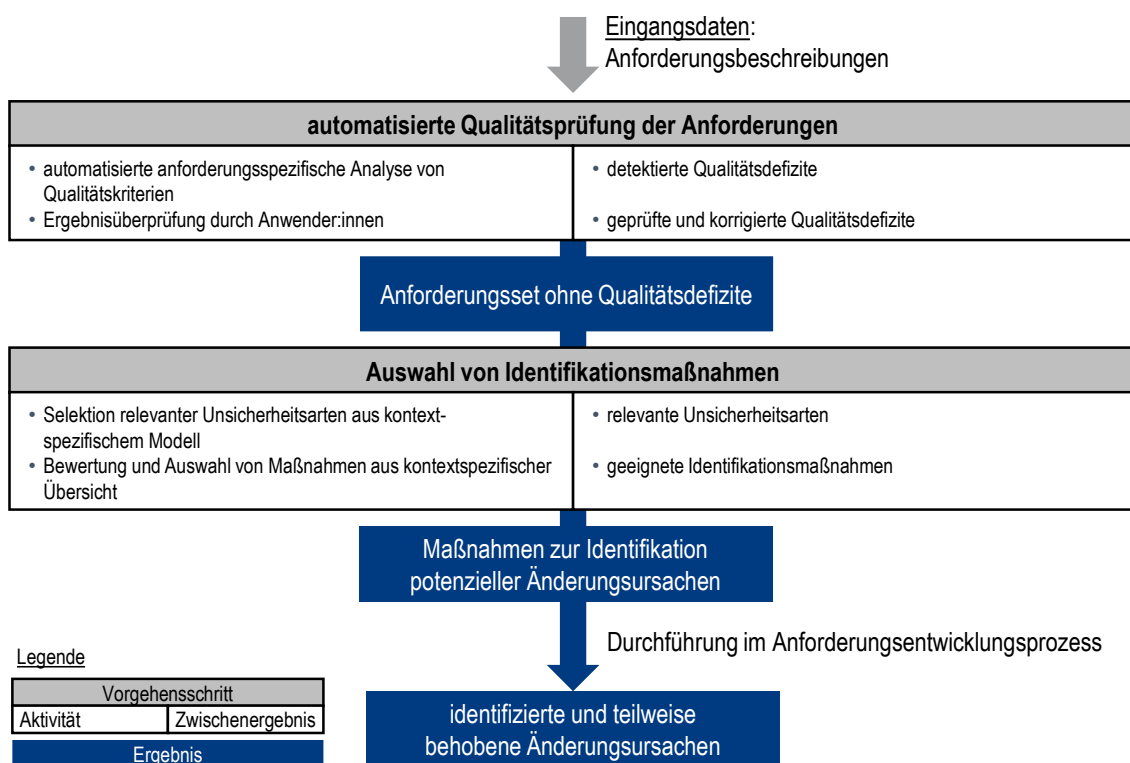 Eingangsdaten:
Anforderungsbeschreibungen
automatisierte Qualitätsprüfung der Anforderungen
• automatisierte anforderungsspezifische Analyse von
Qualitätskriterien
• Ergebnisüberprüfung durch Anwender:innen
• detektierte Qualitätsdefizite
• geprüfte und korrigierte Qualitätsdefizite
Anforderungsset ohne Qualitätsdefizite
Auswahl von Identifikationsmaßnahmen
• Selektion relevanter Unsicherheitsarten aus kontext-
spezifischem Modell
• Bewertung und Auswahl von Maßnahmen aus kontextspezifischer
Übersicht
• relevante Unsicherheitsarten
• geeignete Identifikationsmaßnahmen
Maßnahmen zur Identifikation
potenzieller Änderungsursachen
Durchführung im Anforderungsentwicklungsprozess
identifizierte und teilweise
behobene Änderungsursachen
Legende
Vorgehensschritt
Aktivität
Zwischenergebnis
Ergebnis